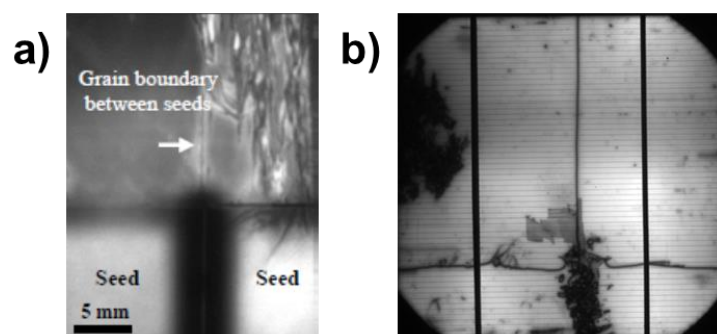 a)
Grain boundary
between seeds
Seed
Seed
5 mm
b)